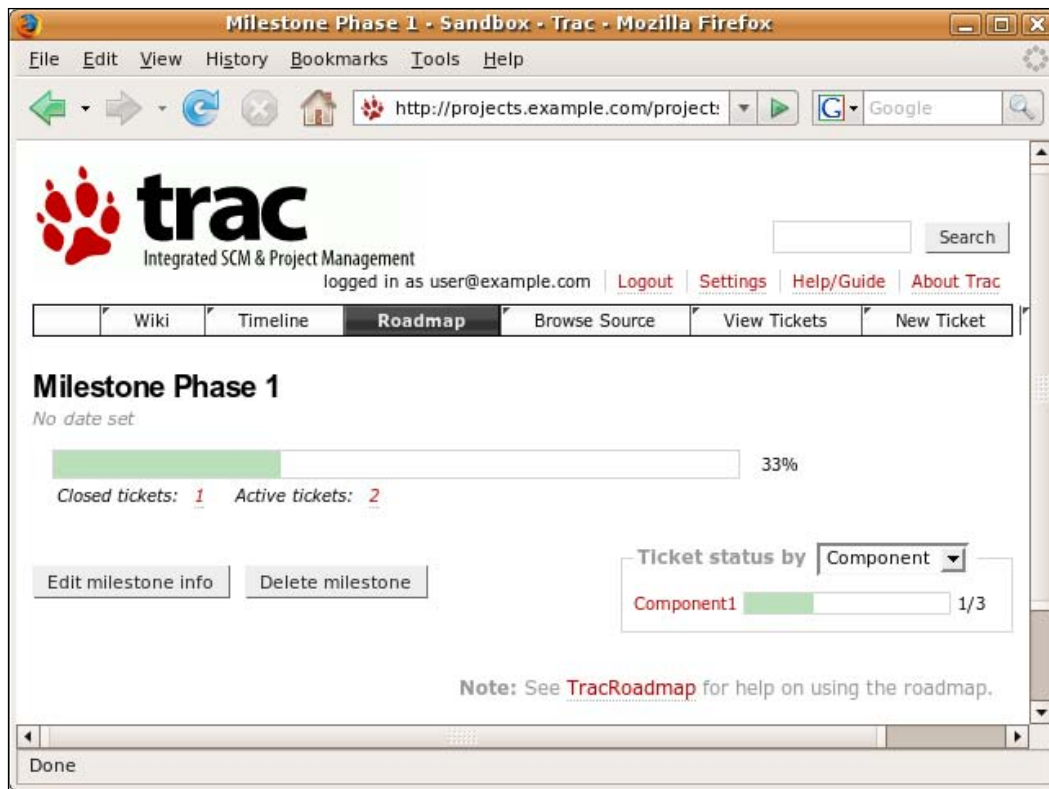 Milestone Phase 1 - Sandbox - Trac - Mozilla Firefox
File Edit View History Bookmarks Tools Help
http://projects.example.com/project: G Google
trac
Integrated SCM & Project Management
Search
logged in as user@example.com Logout Settings Help/Guide About Trac
Wiki Timeline Roadmap Browse Source View Tickets New Ticket
Milestone Phase 1
No date set
33%
Closed tickets: 1 Active tickets: 2
Ticket status by Component
Edit milestone info Delete milestone
Component1 1/3
Note: See TracRoadmap for help on using the roadmap.
Done